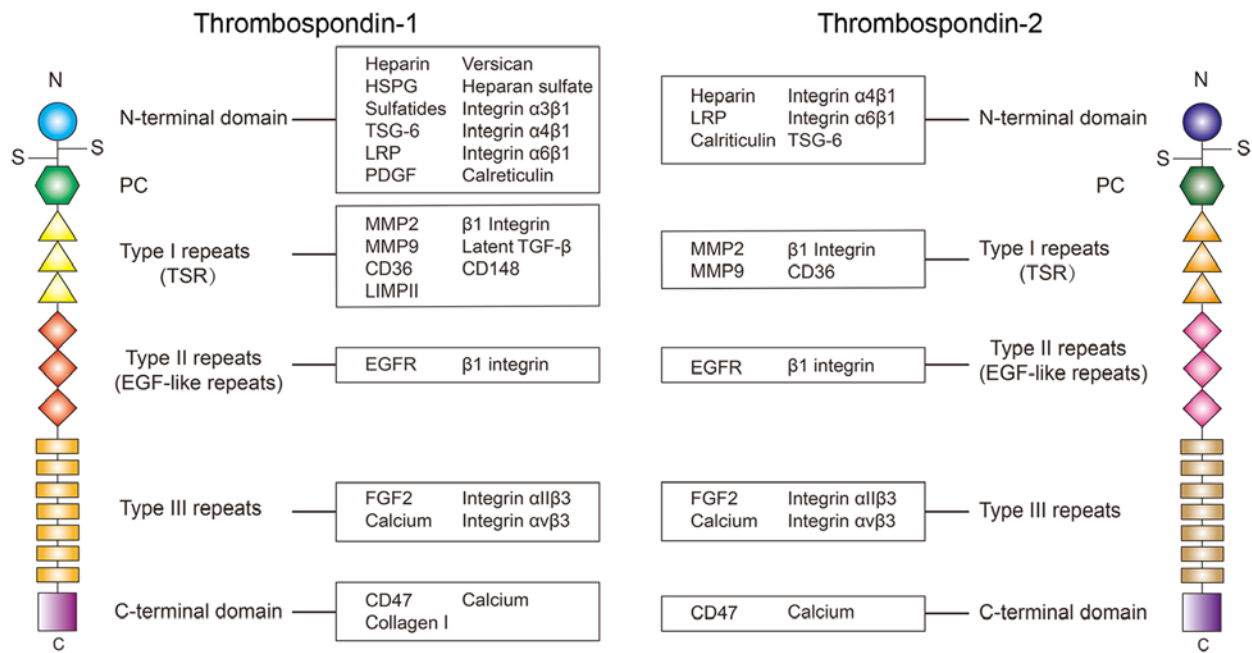 Thrombospondin-1
N
N-terminal domain
S
S
PC
Type I repeats
(TSR)
Type II repeats
(EGF-like repeats)
Type III repeats
C-terminal domain
C
Heparin Versican
HSPG Heparan sulfate
Sulfatides Integrin α3β1
TSG-6 Integrin α4β1
LRP Integrin α6β1
PDGF Calreticulin
MMP2 β1 Integrin
MMP9 Latent TGF-β
CD36 CD148
LIMPII
EGFR β1 integrin
FGF2 Integrin αIIβ3
Calcium Integrin αvβ3
CD47 Calcium
Collagen I
Thrombospondin-2
Heparin Integrin α4β1
LRP Integrin α6β1
Calriticulin TSG-6
MMP2 β1 Integrin
MMP9 CD36
EGFR β1 integrin
FGF2 Integrin αIIβ3
Calcium Integrin αvβ3
CD47 Calcium
N
N-terminal domain
S
S
PC
Type I repeats
(TSR)
Type II repeats
(EGF-like repeats)
Type III repeats
C-terminal domain
C